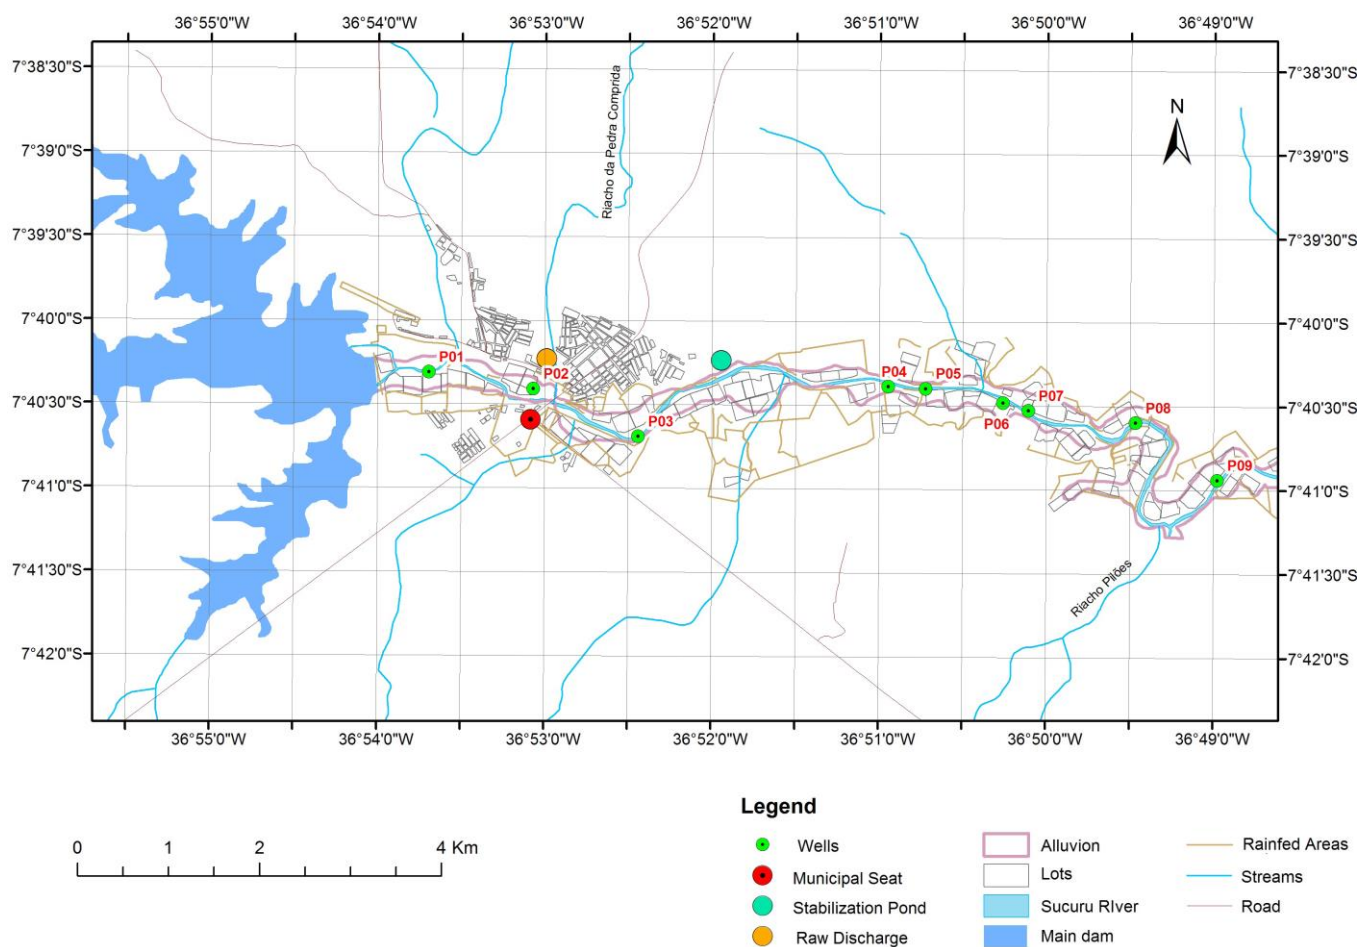 36°55'0"W 36°54'0"W 36°53'0"W 36°52'0"W 36°51'0"W 36°50'0"W 36°49'0"W
7°38'30"S 7°38'30"S
Riacho da Pedra Comprida
N
7°39'0"S 7°39'0"S
7°39'30"S 7°39'30"S
7°40'0"S 7°40'0"S
P01
P02
P04 P05
P07
7°40'30"S 7°40'30"S
P03
P06
P08
P09
7°41'0"S 7°41'0"S
7°41'30"S 7°41'30"S
Riacho Pilões
7°42'0"S 7°42'0"S
36°55'0"W 36°54'0"W 36°53'0"W 36°52'0"W 36°51'0"W 36°50'0"W 36°49'0"W
0 1 2 4 Km
Legend
Wells
Municipal Seat
Stabilization Pond
Raw Discharge
Alluvion
Lots
Sucuru RIver
Main dam
Rainfed Areas
Streams
Road